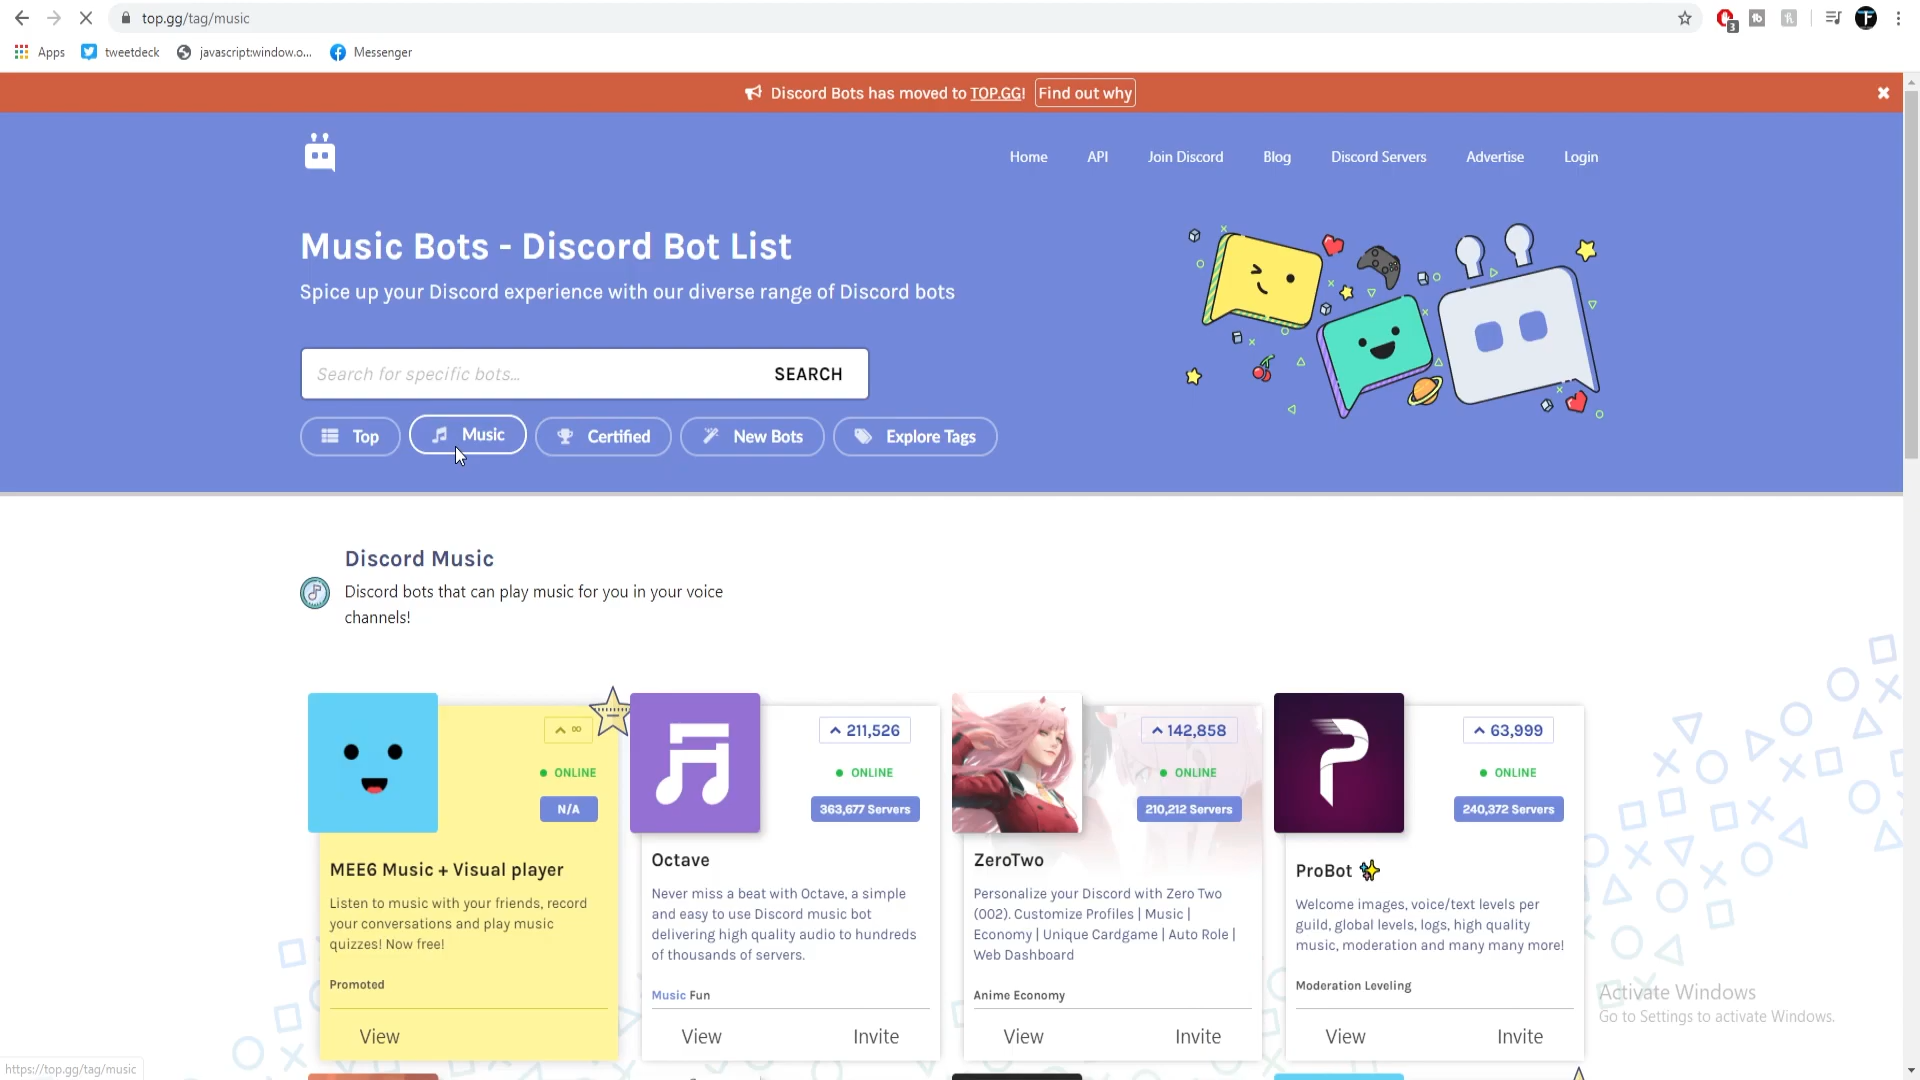 top.gg/tag/music
3
Apps
tweetdeck
javascript:window.o...
Messenger
Discord Bots has moved to TOP.GG! Find out why
Home
API
Join Discord
Blog
Discord Servers
Advertise
Login
Music Bots - Discord Bot List
Spice up your Discord experience with our diverse range of Discord bots
Search for specific bots...
SEARCH
Top
Music
Certified
New Bots
Explore Tags
Discord Music
Discord bots that can play music for you in your voice
channels!
∞
ONLINE
N/A
MEE6 Music + Visual player
Listen to music with your friends, record
your conversations and play music
quizzes! Now free!
Promoted
View
211,526
ONLINE
363,677 Servers
Octave
Never miss a beat with Octave, a simple
and easy to use Discord music bot
delivering high quality audio to hundreds
of thousands of servers.
Music Fun
View
Invite
142,858
ONLINE
210,212 Servers
ZeroTwo
Personalize your Discord with Zero Two
(002). Customize Profiles | Music |
Economy | Unique Cardgame | Auto Role |
Web Dashboard
Anime Economy
View
Invite
63,999
ONLINE
240,372 Servers
ProBot ✨
Welcome images, voice/text levels per
guild, global levels, logs, high quality
music, moderation and many many more!
Moderation Leveling
View
Invite
Activate Windows
Go to Settings to activate Windows.
https://top.gg/tag/music